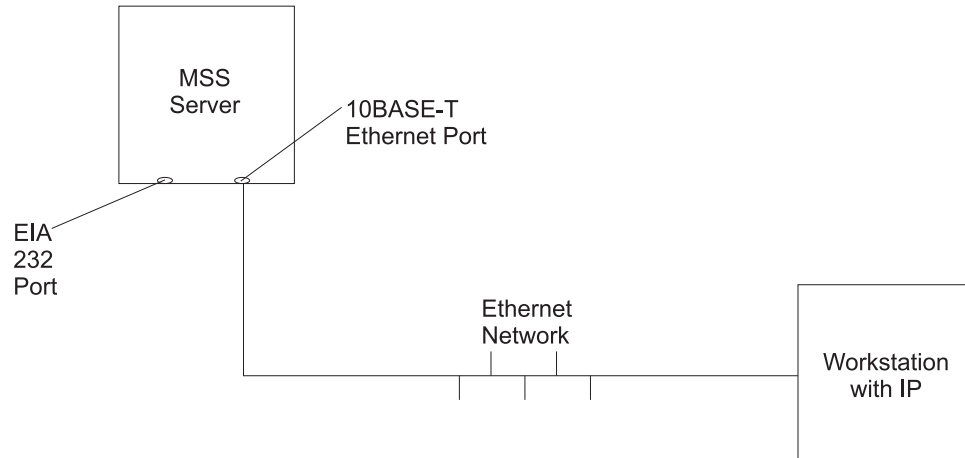 MSS
Server
10BASE-T
Ethernet Port
EIA
232
Port
Ethernet
Network
Workstation
with IP